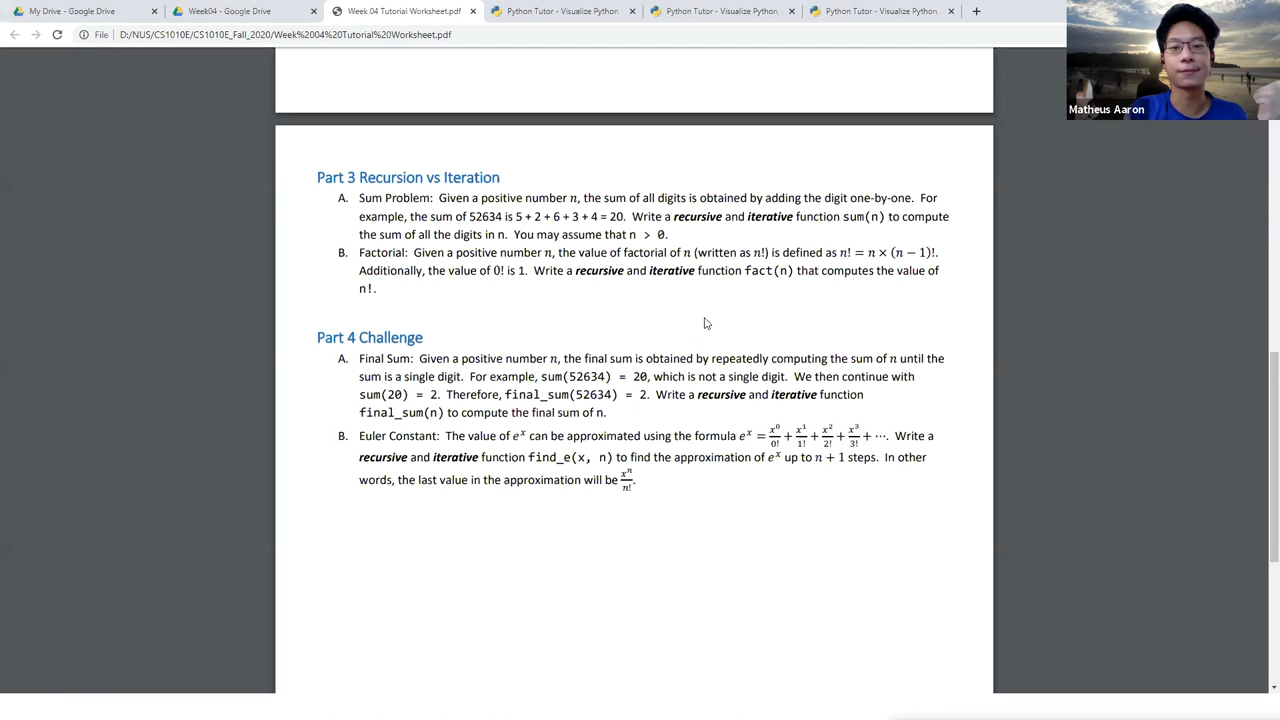 My Drive - Google Drive
Week04 - Google Drive
Week 04 Tutorial Worksheet.pdf
Python Tutor - Visualize Python,
Python Tutor - Visualize Python,
Python Tutor - Visualize Python,
File | D:/NUS/CS1010E/CS1010E_Fall_2020/Week%2004%20Tutorial%20Worksheet.pdf
Matheus Aaron
Part 3 Recursion vs Iteration
A. Sum Problem: Given a positive number n, the sum of all digits is obtained by adding the digit one-by-one. For
example, the sum of 52634 is 5 + 2 + 6 + 3 + 4 = 20. Write a recursive and iterative function sum(n) to compute
the sum of all the digits in n. You may assume that n > 0.
B. Factorial: Given a positive number n, the value of factorial of n (written as n!) is defined as n! = n × (n − 1)!.
Additionally, the value of 0! is 1. Write a recursive and iterative function fact(n) that computes the value of
n!.
Part 4 Challenge
A. Final Sum: Given a positive number n, the final sum is obtained by repeatedly computing the sum of n until the
sum is a single digit. For example, sum(52634) = 20, which is not a single digit. We then continue with
sum(20) = 2. Therefore, final_sum(52634) = 2. Write a recursive and iterative function
final_sum(n) to compute the final sum of n.
B. Euler Constant: The value of e^x can be approximated using the formula e^x = x^0/0! + x^1/1! + x^2/2! + x^3/3! + ⋯. Write a
recursive and iterative function find_e(x, n) to find the approximation of e^x up to n + 1 steps. In other
words, the last value in the approximation will be x^n/n!.